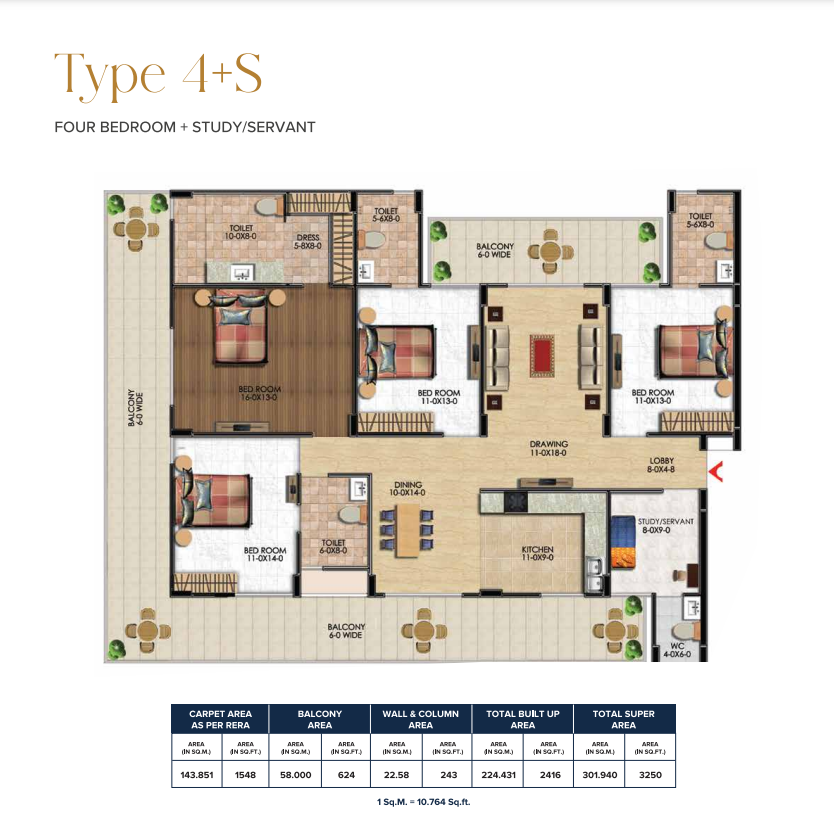 Type 4+S
FOUR BEDROOM + STUDY/SERVANT
TOILET
10-0X8-0
DRESS
5-8X8-0
TOILET
5-6X8-0
BALCONY
6-0 WIDE
TOILET
5-6X8-0
BALCONY
6-0 WIDE
BED ROOM
16-0X13-0
BED ROOM
11-0X13-0
BED ROOM
11-0X13-0
DRAWING
11-0X18-0
LOBBY
8-0X4-8
DINING
10-0X14-0
BED ROOM
11-0X14-0
TOILET
6-0X8-0
KITCHEN
11-0X9-0
STUDY/SERVANT
8-0X9-0
BALCONY
6-0 WIDE
WC
4-0X6-0
CARPET AREA AS PER RERA
BALCONY AREA
WALL & COLUMN AREA
TOTAL BUILT UP AREA
TOTAL SUPER AREA
AREA (IN SQ.M.) AREA (IN SQ.FT.) AREA (IN SQ.M.) AREA (IN SQ.FT.) AREA (IN SQ.M.) AREA (IN SQ.FT.) AREA (IN SQ.M.) AREA (IN SQ.FT.) AREA (IN SQ.M.) AREA (IN SQ.FT.)
143.851 1548 58.000 624 22.58 243 224.431 2416 301.940 3250
1 Sq.M. = 10.764 Sq.ft.